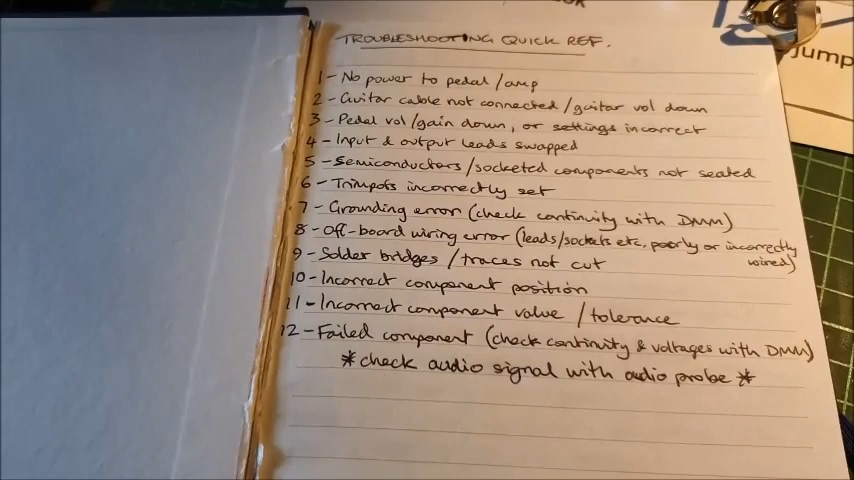 TROUBLESHOOTING QUICK REF.
1 - No power to pedal/amp
2 - Guitar cable not connected/guitar vol down
3 - Pedal vol/gain down, or settings incorrect
4 - Input & output leads swapped
5 - Semiconductors/socketed components not seated
6 - Trimpots incorrectly set
7 - Grounding error (check continuity with DMM)
8 - Off-board wiring error (leads/sockets etc, poorly or incorrectly
wired)
9 - Solder bridges/traces not cut
10 - Incorrect component position
11 - Incorrect component value/tolerance
12 - Failed component (check continuity & voltages with DMM)
*check audio signal with audio probe*
jump